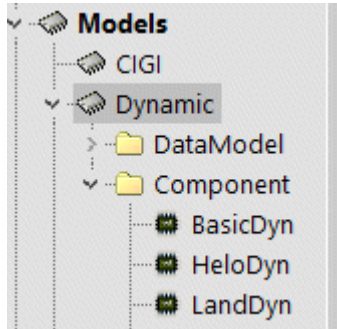 Models
CIGI
Dynamic
DataModel
Component
BasicDyn
HeloDyn
LandDyn